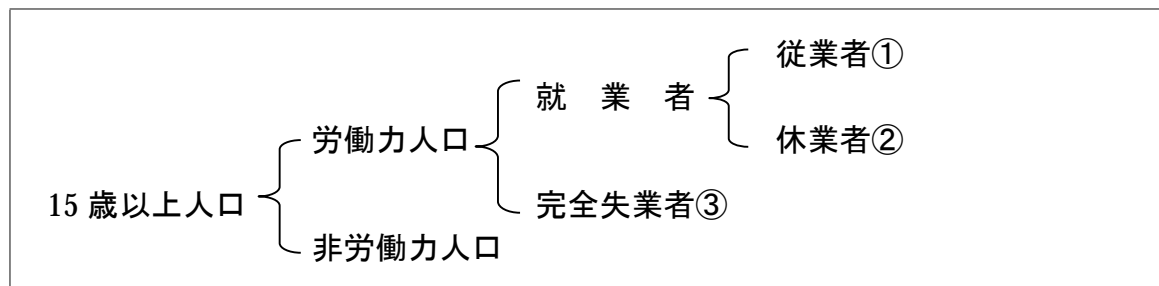 従業者①
就　業　者
休業者②
労働力人口
15 歳以上人口
完全失業者③
非労働力人口